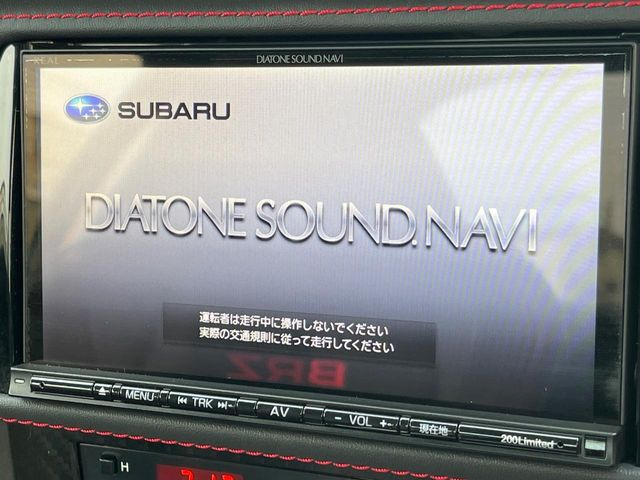 REAL
DIATONE SOUND NAVI
SUBARU
DIATONE SOUND.NAVI
運転者は走行中に操作しないでください
実際の交通規則に従って走行してください
BRZ
MENU
TRK
AV
- VOL +
現在地
200Limited
H